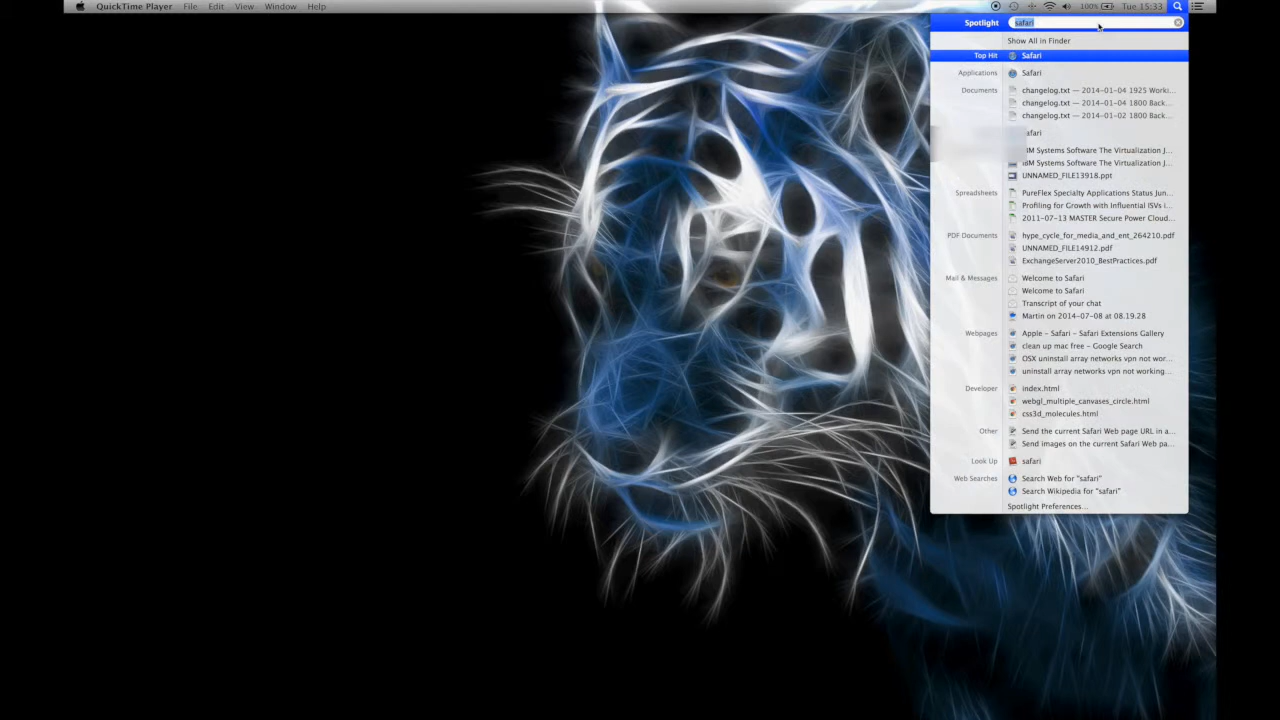 QuickTime Player File Edit View Window Help 100% Tue 15:33
Spotlight safari
Show All in Finder
Top Hit Safari
Applications Safari
Documents changelog.txt — 2014-01-04 1925 Worki...
changelog.txt — 2014-01-04 1800 Back...
changelog.txt — 2014-01-02 1800 Back...
afari
BM Systems Software The Virtualization J...
IBM Systems Software The Virtualization J...
UNNAMED_FILE13918.ppt
Spreadsheets PureFlex Specialty Applications Status Jun...
Profiling for Growth with Influential ISVs i...
2011-07-13 MASTER Secure Power Cloud...
PDF Documents hype_cycle_for_media_and_ent_264210.pdf
UNNAMED_FILE14912.pdf
ExchangeServer2010_BestPractices.pdf
Mail & Messages Welcome to Safari
Welcome to Safari
Transcript of your chat
Martin on 2014-07-08 at 08.19.28
Webpages Apple - Safari - Safari Extensions Gallery
clean up mac free - Google Search
OSX uninstall array networks vpn not wor...
uninstall array networks vpn not working...
Developer index.html
webgl_multiple_canvases_circle.html
css3d_molecules.html
Other Send the current Safari Web page URL in a...
Send images on the current Safari Web pa...
Look Up safari
Web Searches Search Web for "safari"
Search Wikipedia for "safari"
Spotlight Preferences...